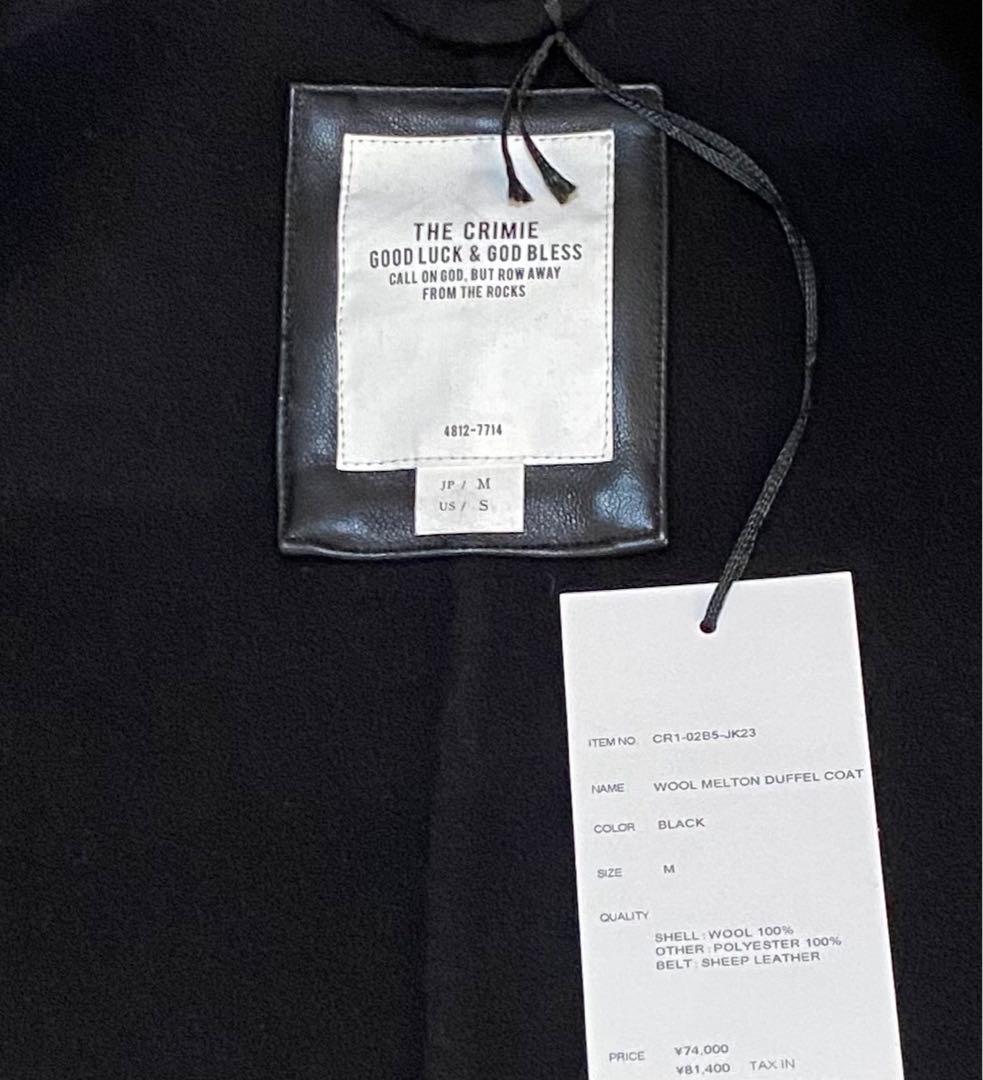 THE CRIMIE
GOOD LUCK & GOD BLESS
CALL ON GOD, BUT ROW AWAY
FROM THE ROCKS
4812-7714
JP / M
US / S
ITEM NO. CR1-02B5-JK23
NAME WOOL MELTON DUFFEL COAT
COLOR BLACK
SIZE M
QUALITY
SHELL : WOOL 100%
OTHER : POLYESTER 100%
BELT : SHEEP LEATHER
PRICE ¥74,000
¥81,400 TAX IN